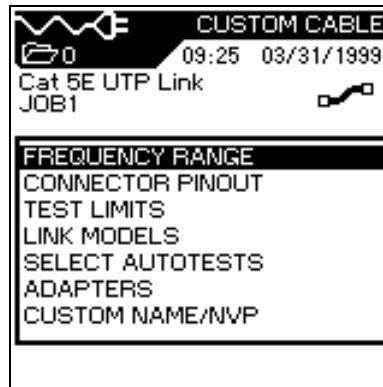 CUSTOM CABLE
0 09:25 03/31/1999
Cat 5E UTP Link
JOB1
FREQUENCY RANGE
CONNECTOR PINOUT
TEST LIMITS
LINK MODELS
SELECT AUTOTESTS
ADAPTERS
CUSTOM NAME/NVP